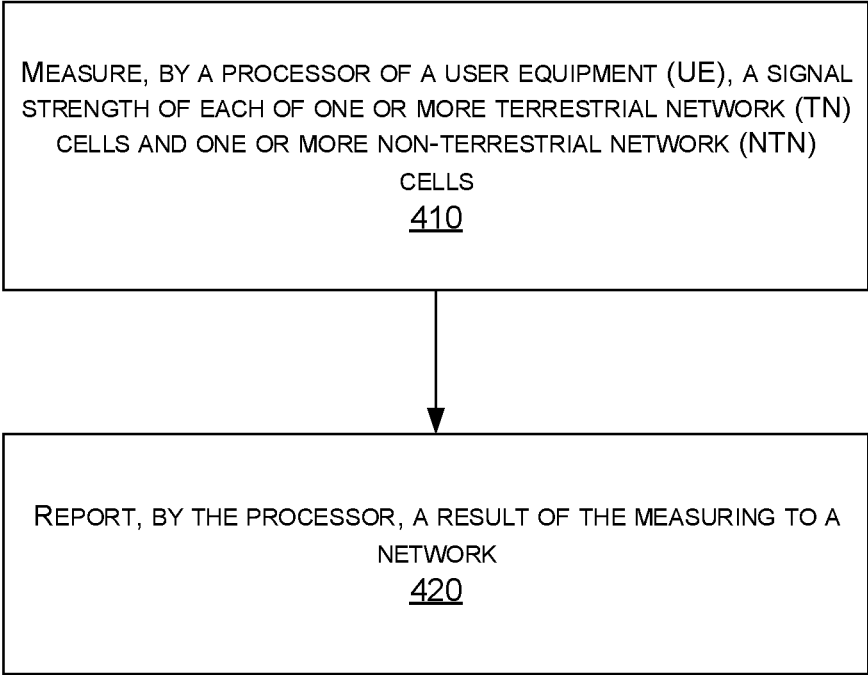 MEASURE, BY A PROCESSOR OF A USER EQUIPMENT (UE), A SIGNAL
STRENGTH OF EACH OF ONE OR MORE TERRESTRIAL NETWORK (TN)
CELLS AND ONE OR MORE NON-TERRESTRIAL NETWORK (NTN)
CELLS
410
REPORT, BY THE PROCESSOR, A RESULT OF THE MEASURING TO A
NETWORK
420